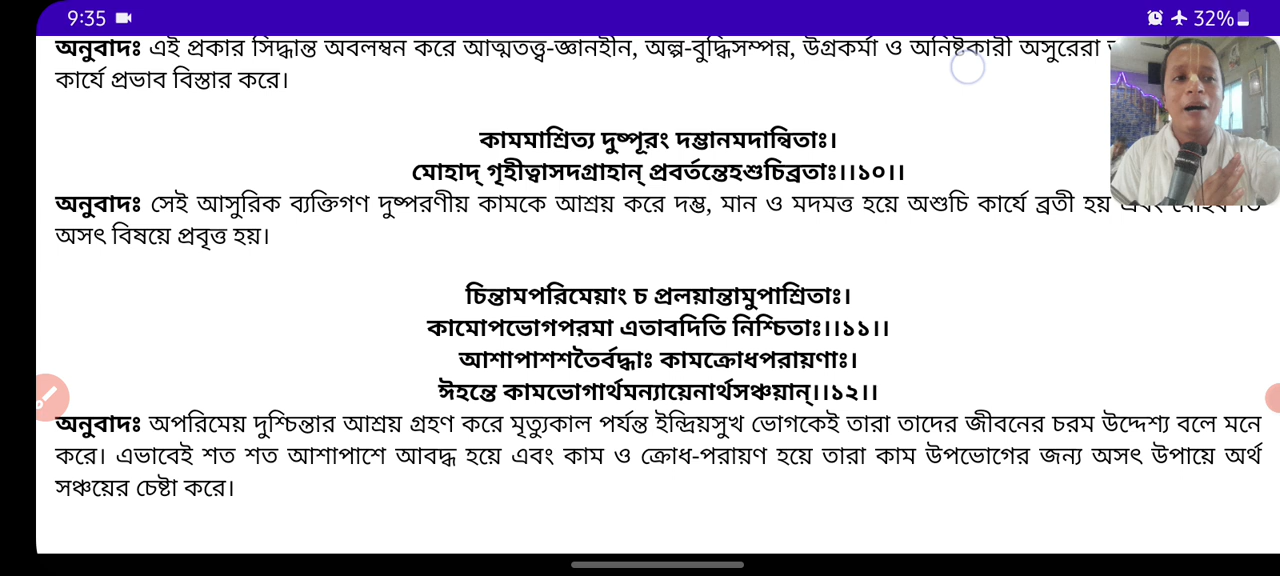 9:35
32%
অনুবাদঃ এই প্রকার সিদ্ধান্ত অবলম্বন করে আত্মতত্ত্ব-জ্ঞানহীন, অল্প-বুদ্ধিসম্পন্ন, উগ্রকর্মা ও অনিষ্টকারী অসুরেরা
কার্যে প্রভাব বিস্তার করে।
কামমাশ্রিত্য দুষ্পূরং দম্ভানমদান্বিতাঃ।
মোহাদ্ গৃহীত্বাসদগ্রাহান্ প্রবর্তন্তেহশুচিব্রতাঃ।।১০।।
অনুবাদঃ সেই আসুরিক ব্যক্তিগণ দুষ্পরণীয় কামকে আশ্রয় করে দম্ভ, মান ও মদমত্ত হয়ে অশুচি কার্যে ব্রতী হয়
অসৎ বিষয়ে প্রবৃত্ত হয়।
চিন্তামপরিমেয়াং চ প্রলয়ান্তামুপাশ্রিতাঃ।
কামোপভোগপরমা এতাবদিতি নিশ্চিতাঃ।।১১।।
আশাপাশশতৈর্বদ্ধাঃ কামক্রোধপরায়ণাঃ।
ঈহন্তে কামভোগার্থমন্যায়েনার্থসঞ্চয়ান্।।১২।।
অনুবাদঃ অপরিমেয় দুশ্চিন্তার আশ্রয় গ্রহণ করে মৃত্যুকাল পর্যন্ত ইন্দ্রিয়সুখ ভোগকেই তারা তাদের জীবনের চরম উদ্দেশ্য বলে মনে
করে। এভাবেই শত শত আশাপাশে আবদ্ধ হয়ে এবং কাম ও ক্রোধ-পরায়ণ হয়ে তারা কাম উপভোগের জন্য অসৎ উপায়ে অর্থ
সঞ্চয়ের চেষ্টা করে।